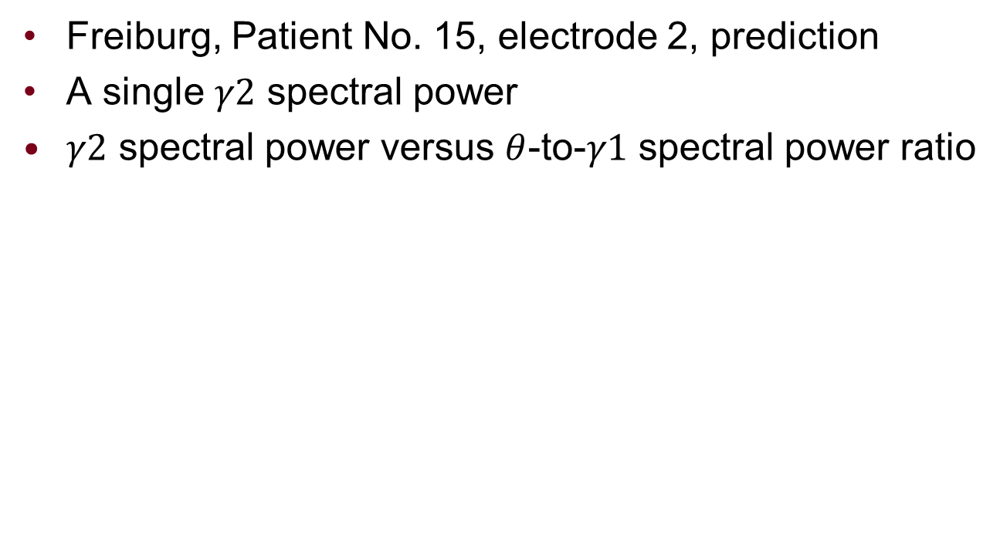 • Freiburg, Patient No. 15, electrode 2, prediction
• A single 𝛾2 spectral power
• 𝛾2 spectral power versus 𝜃-to-𝛾1 spectral power ratio